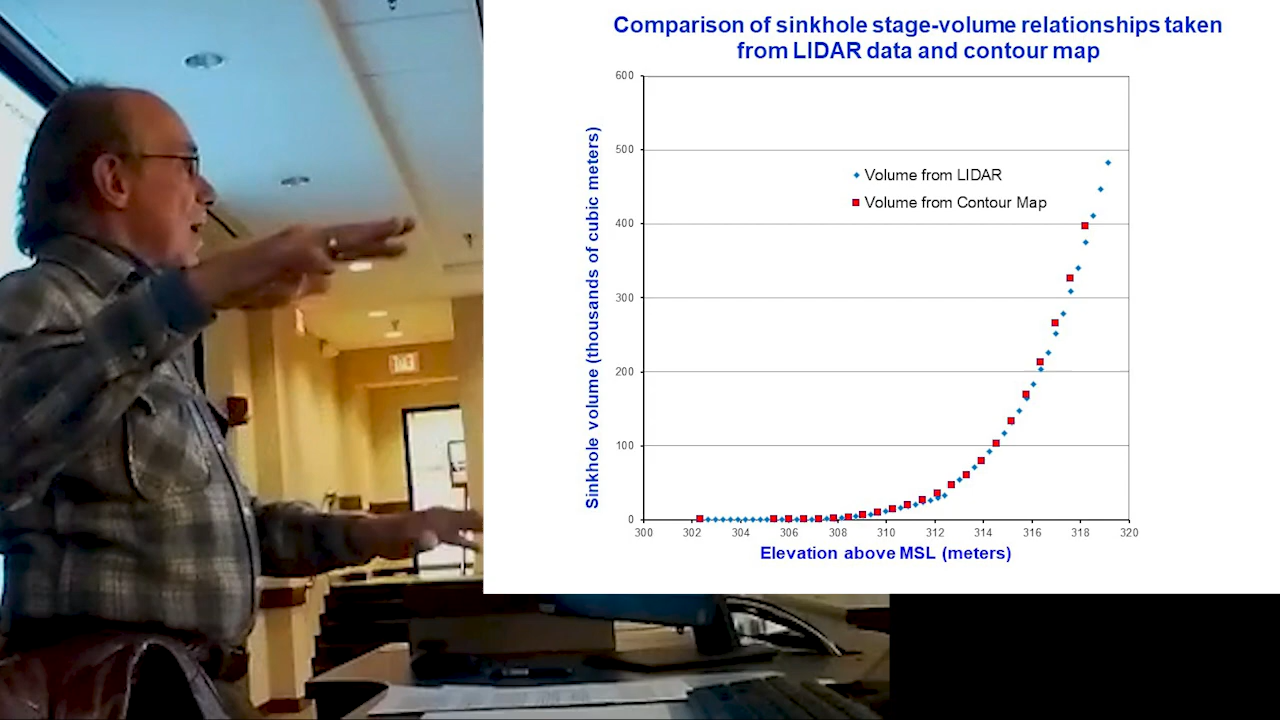 Comparison of sinkhole stage-volume relationships taken
from LIDAR data and contour map
600
500
400
300
200
100
0
Sinkhole volume (thousands of cubic meters)
Volume from LIDAR
Volume from Contour Map
300 302 304 306 308 310 312 314 316 318 320
Elevation above MSL (meters)